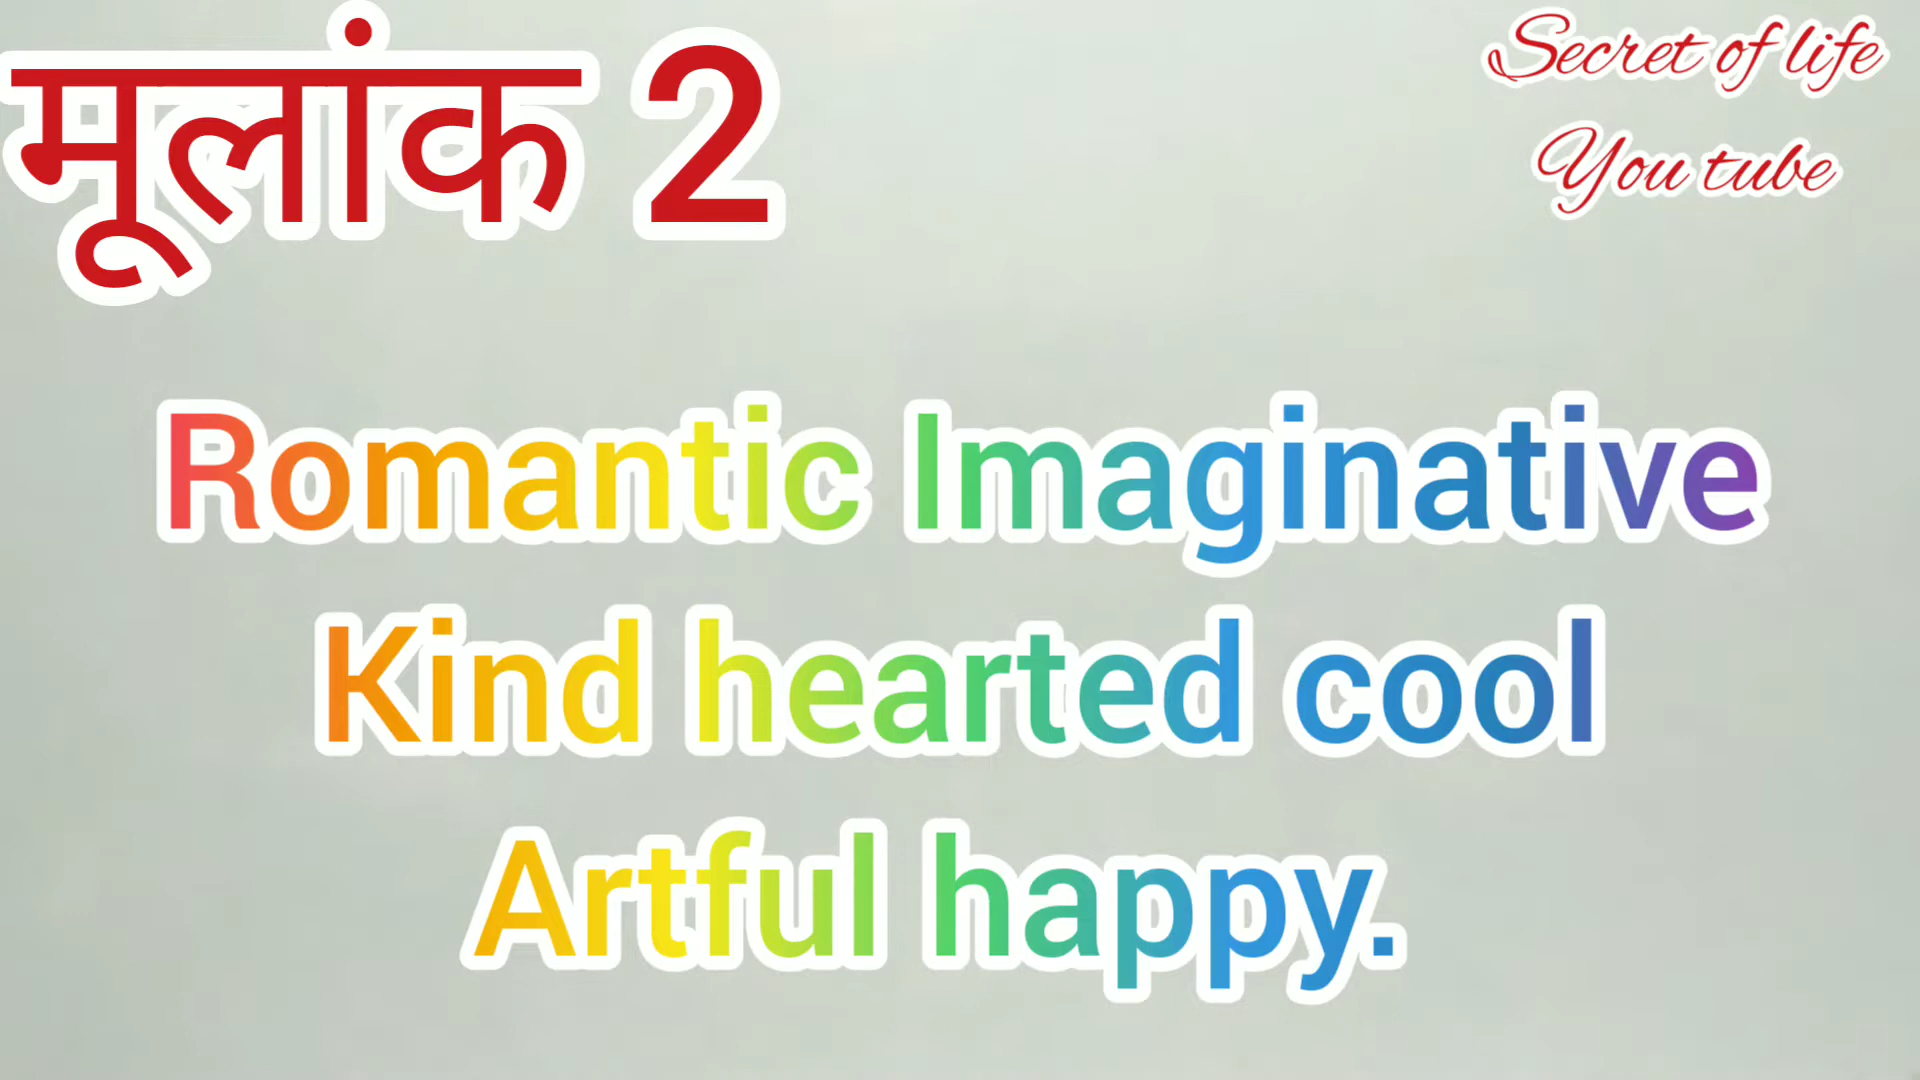 मूलांक 2
Secret of life
You tube
Romantic Imaginative
Kind hearted cool
Artful happy.